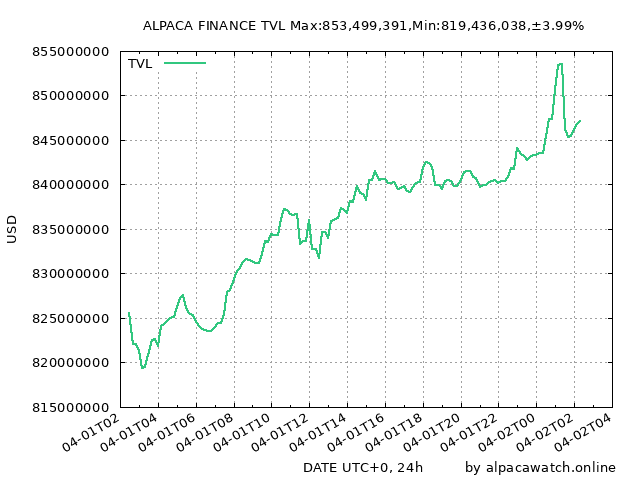 ALPACA FINANCE TVL Max:853,499,391,Min:819,436,038,±3.99%
855000000
TVL
850000000
845000000
840000000
835000000
830000000
825000000
820000000
815000000
USD
04-01T02
04-01T04
04-01T06
04-01T08
04-01T10
04-01T12
04-01T14
04-01T16
04-01T18
04-01T20
04-01T22
04-02T00
04-02T02
04-02T04
DATE UTC+0, 24h
by alpacawatch.online